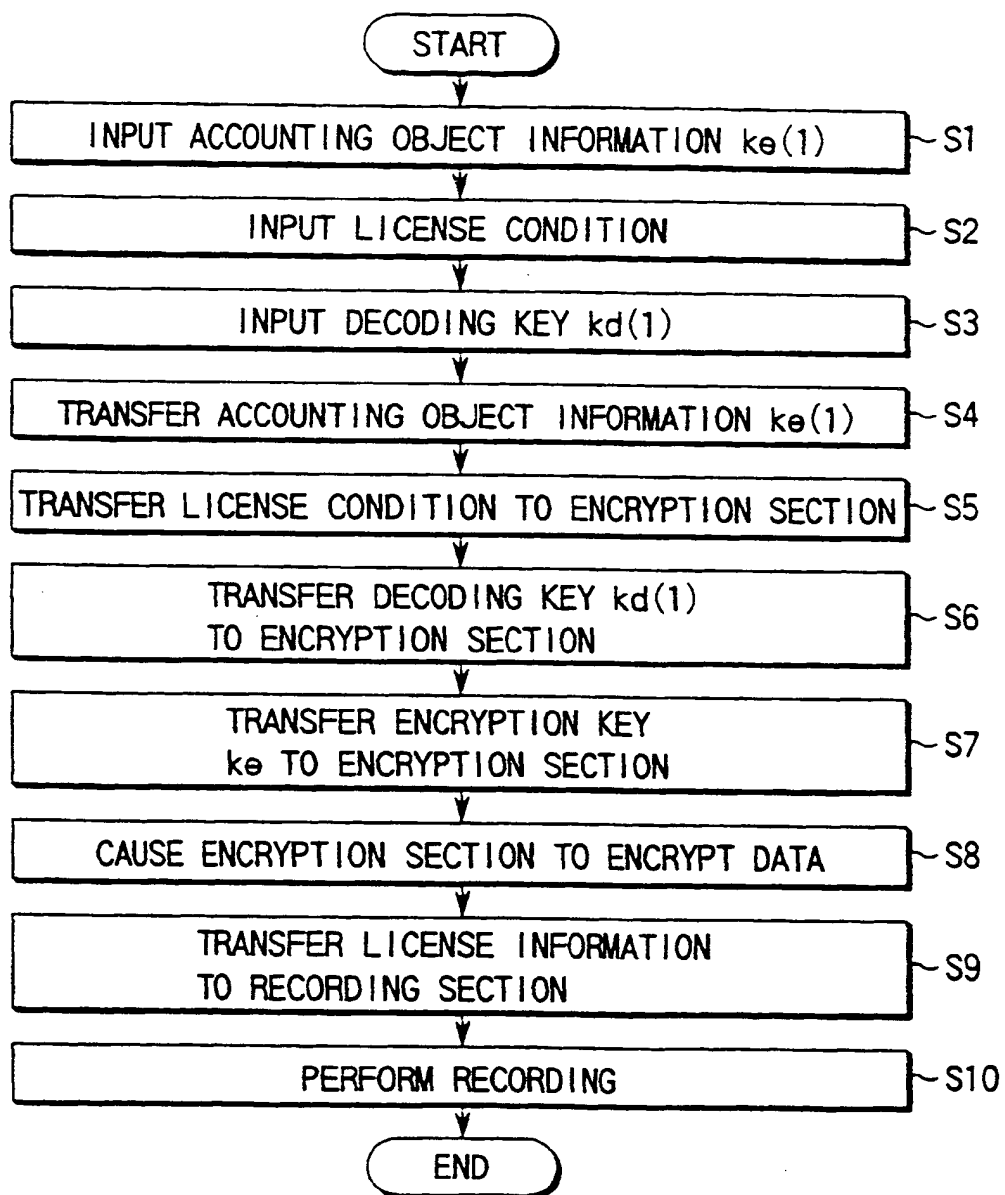 START
INPUT ACCOUNTING OBJECT INFORMATION ke(1)
S1
INPUT LICENSE CONDITION
S2
INPUT DECODING KEY kd(1)
S3
TRANSFER ACCOUNTING OBJECT INFORMATION ke(1)
S4
TRANSFER LICENSE CONDITION TO ENCRYPTION SECTION
S5
TRANSFER DECODING KEY kd(1)
TO ENCRYPTION SECTION
S6
TRANSFER ENCRYPTION KEY
ke TO ENCRYPTION SECTION
S7
CAUSE ENCRYPTION SECTION TO ENCRYPT DATA
S8
TRANSFER LICENSE INFORMATION
TO RECORDING SECTION
S9
PERFORM RECORDING
S10
END